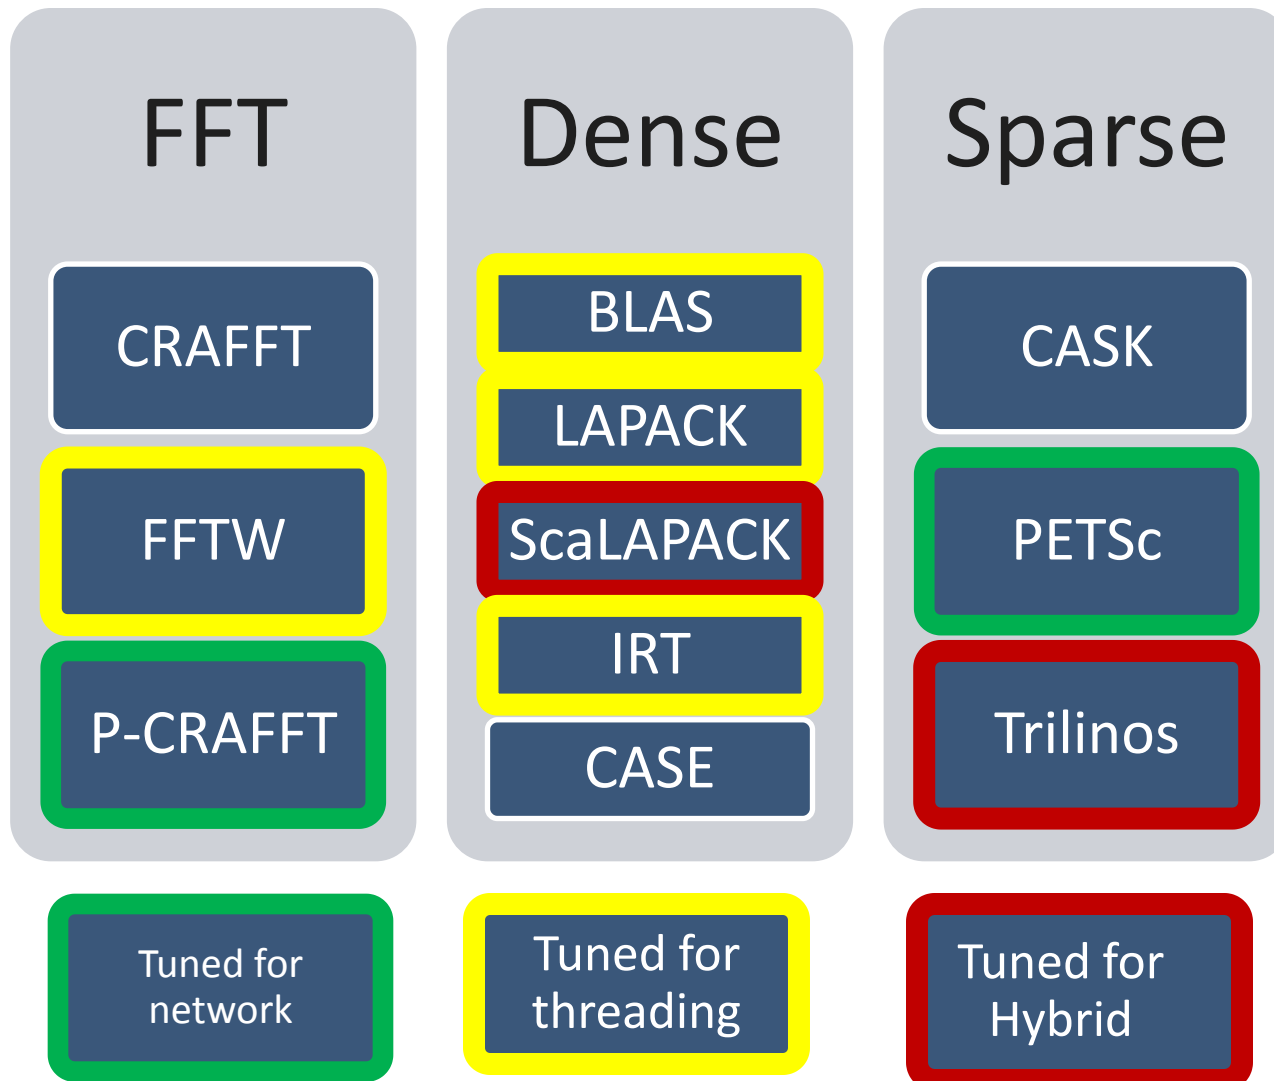 FFT
CRAFFT
FFTW
P-CRAFFT
Dense
BLAS
LAPACK
ScaLAPACK
IRT
CASE
Sparse
CASK
PETSc
Trilinos
Tuned for
network
Tuned for
threading
Tuned for
Hybrid